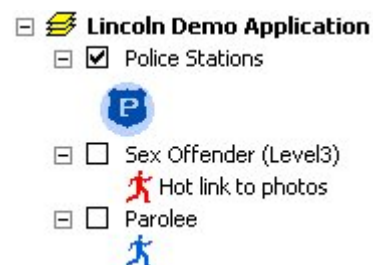 Lincoln Demo Application
Police Stations
P
Sex Offender (Level3)
Hot link to photos
Parolee